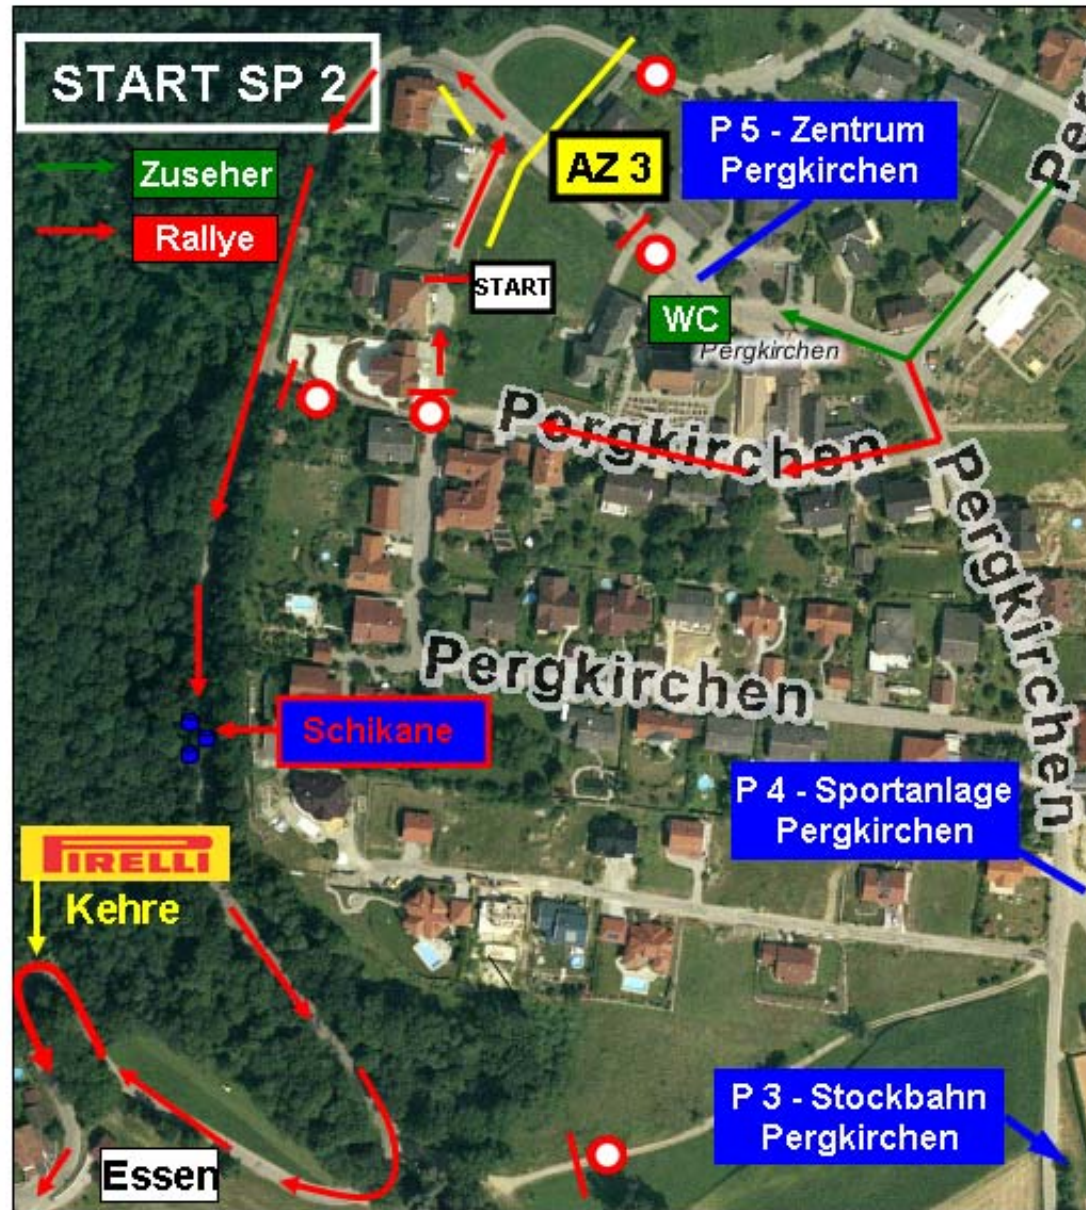 START SP 2
Zuseher
Rallye
AZ 3
P 5 - Zentrum
Pergkirchen
START
WC
Pergkirchen
Pergkirchen
Pergkirchen
Pergkirchen
Schikane
P 4 - Sportanlage
Pergkirchen
PIRELLI
Kehre
P 3 - Stockbahn
Pergkirchen
Essen